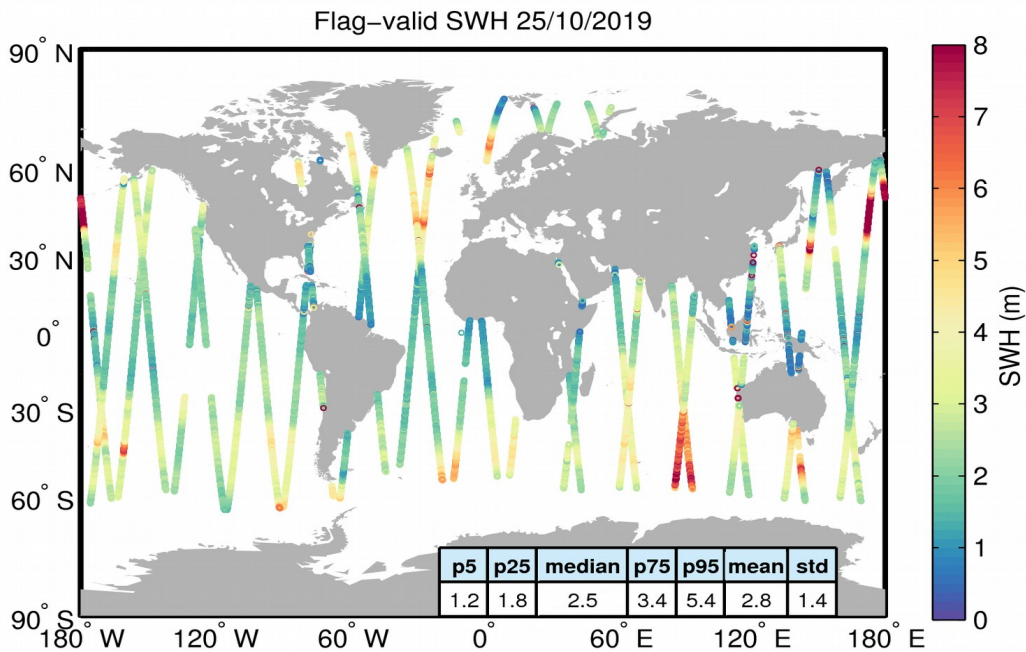 Flag−valid SWH 25/10/2019
90° N
60° N
30° N
0°
30° S
60° S
90° S
180° W
120° W
60° W
0°
60° E
120° E
180° E
p5 p25 median p75 p95 mean std
1.2 1.8 2.5 3.4 5.4 2.8 1.4
8
7
6
5
4
3
2
1
0
SWH (m)